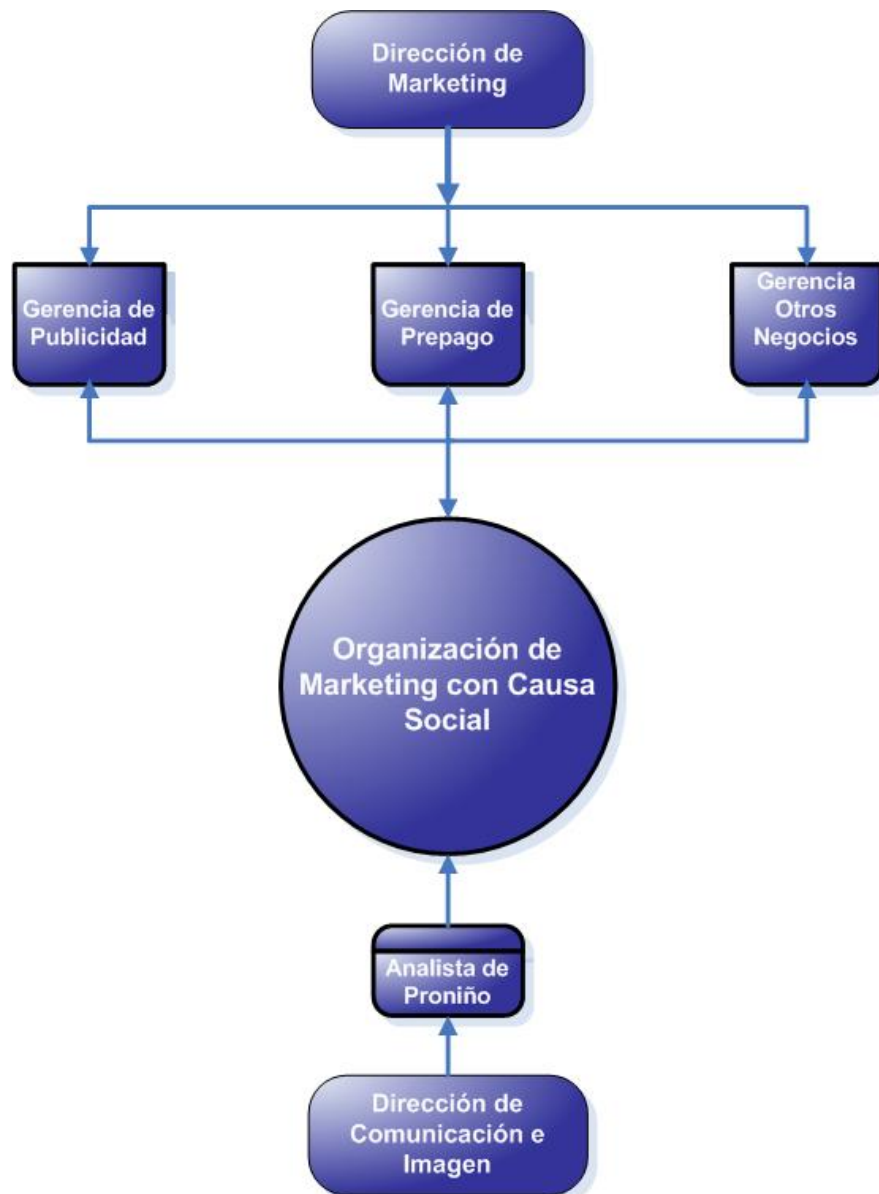 Dirección de
Marketing
Gerencia de
Publicidad
Gerencia de
Prepago
Gerencia
Otros
Negocios
Organización de
Marketing con Causa
Social
Analista de
Proniño
Dirección de
Comunicación e
Imagen